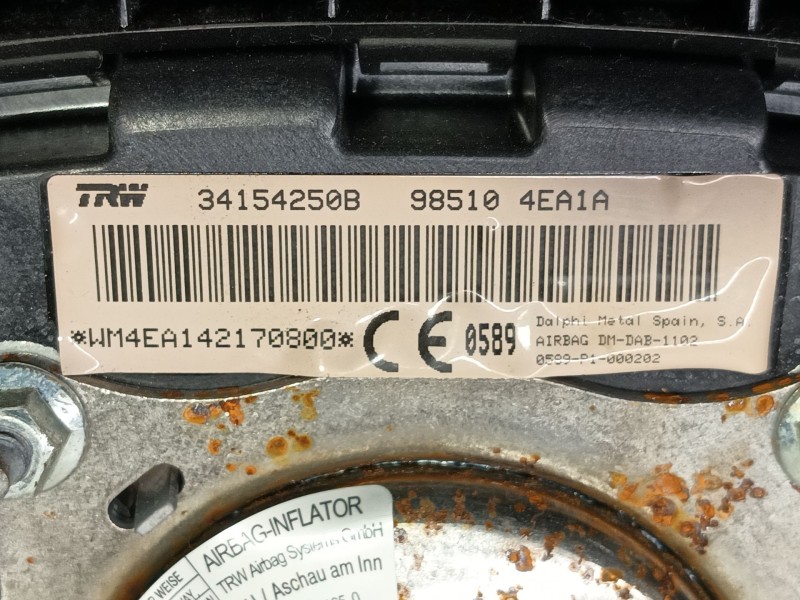 TRW 34154250B 98510 4EA1A
*WM4EA142170800* CE 0589
Dalphi Metal Spain, S.A.
AIRBAG DM-DAB-1102
0589-P1-000202
AIRBAG-INFLATOR
TRW Airbag Systems GmbH
/ Aschau am Inn
WEISE